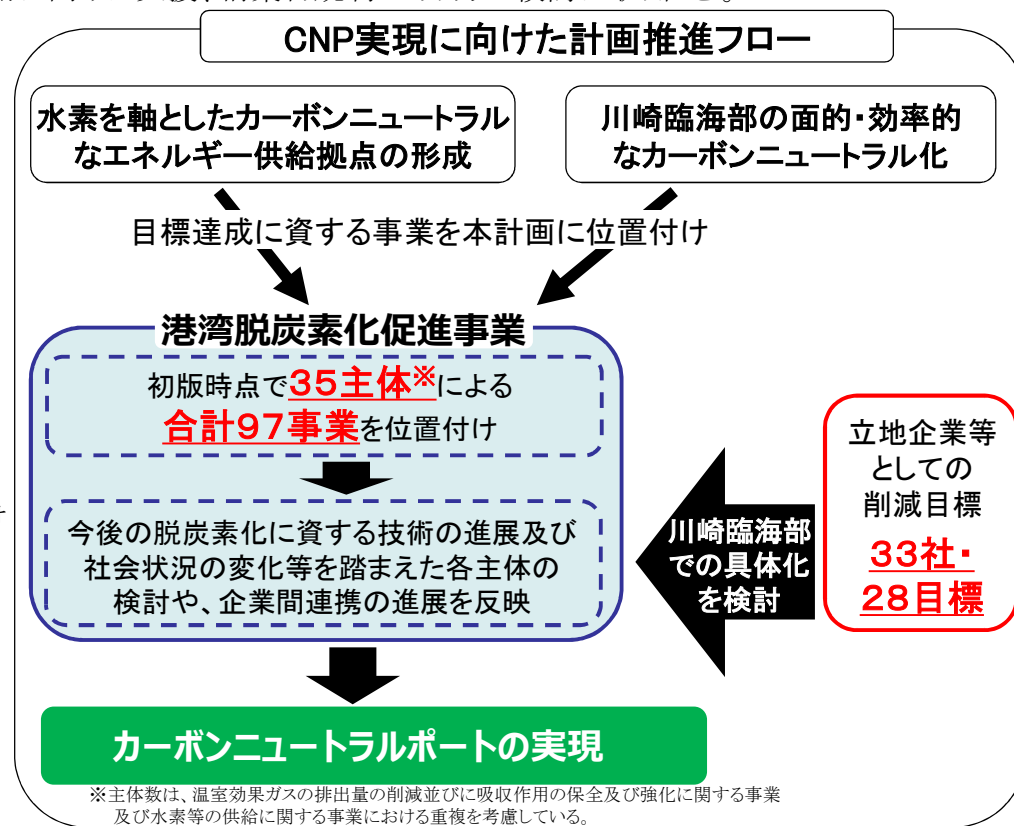 CNP実現に向けた計画推進フロー
水素を軸としたカーボンニュートラル
なエネルギー供給拠点の形成
川崎臨海部の面的・効率的
なカーボンニュートラル化
目標達成に資する事業を本計画に位置付け
港湾脱炭素化促進事業
初版時点で35主体※による
合計97事業を位置付け
今後の脱炭素化に資する技術の進展及び
社会状況の変化等を踏まえた各主体の
検討や、企業間連携の進展を反映
川崎臨海部
での具体化
を検討
立地企業等
としての
削減目標
33社・
28目標
カーボンニュートラルポートの実現
※主体数は、温室効果ガスの排出量の削減並びに吸収作用の保全及び強化に関する事業
及び水素等の供給に関する事業における重複を考慮している。